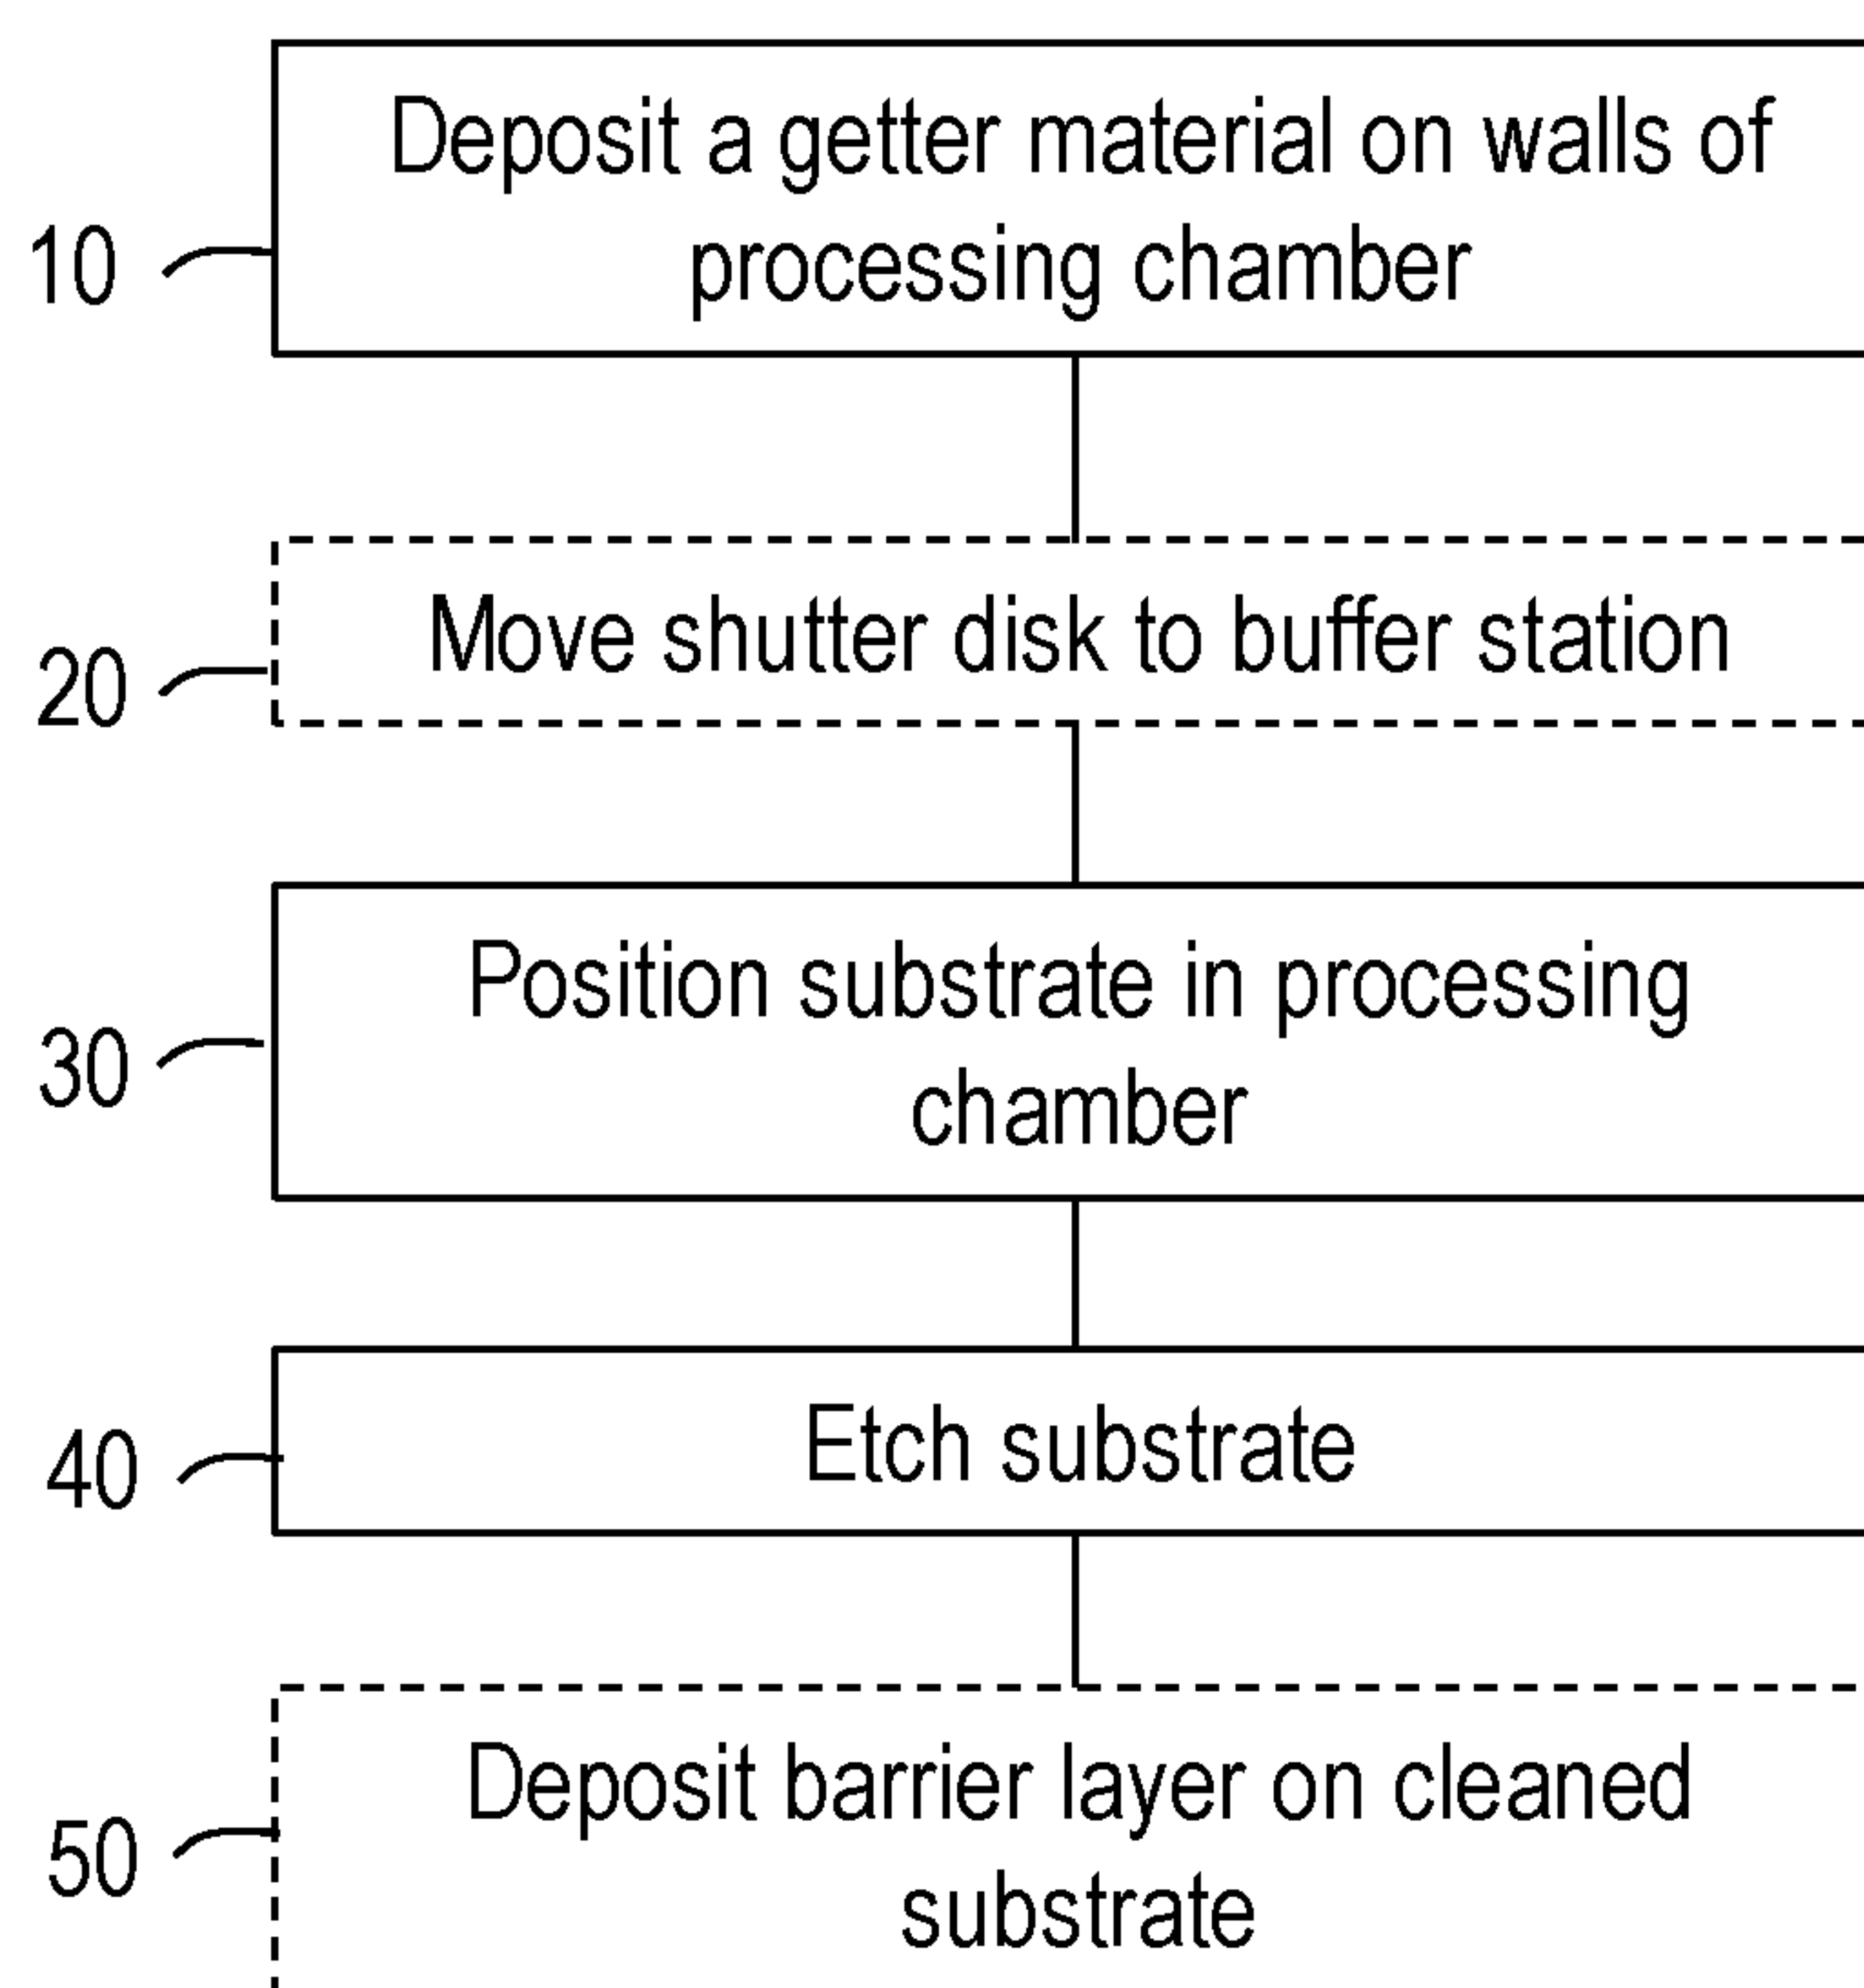 Deposit a getter material on walls of
processing chamber
10
Move shutter disk to buffer station
20
Position substrate in processing
chamber
30
Etch substrate
40
Deposit barrier layer on cleaned
substrate
50